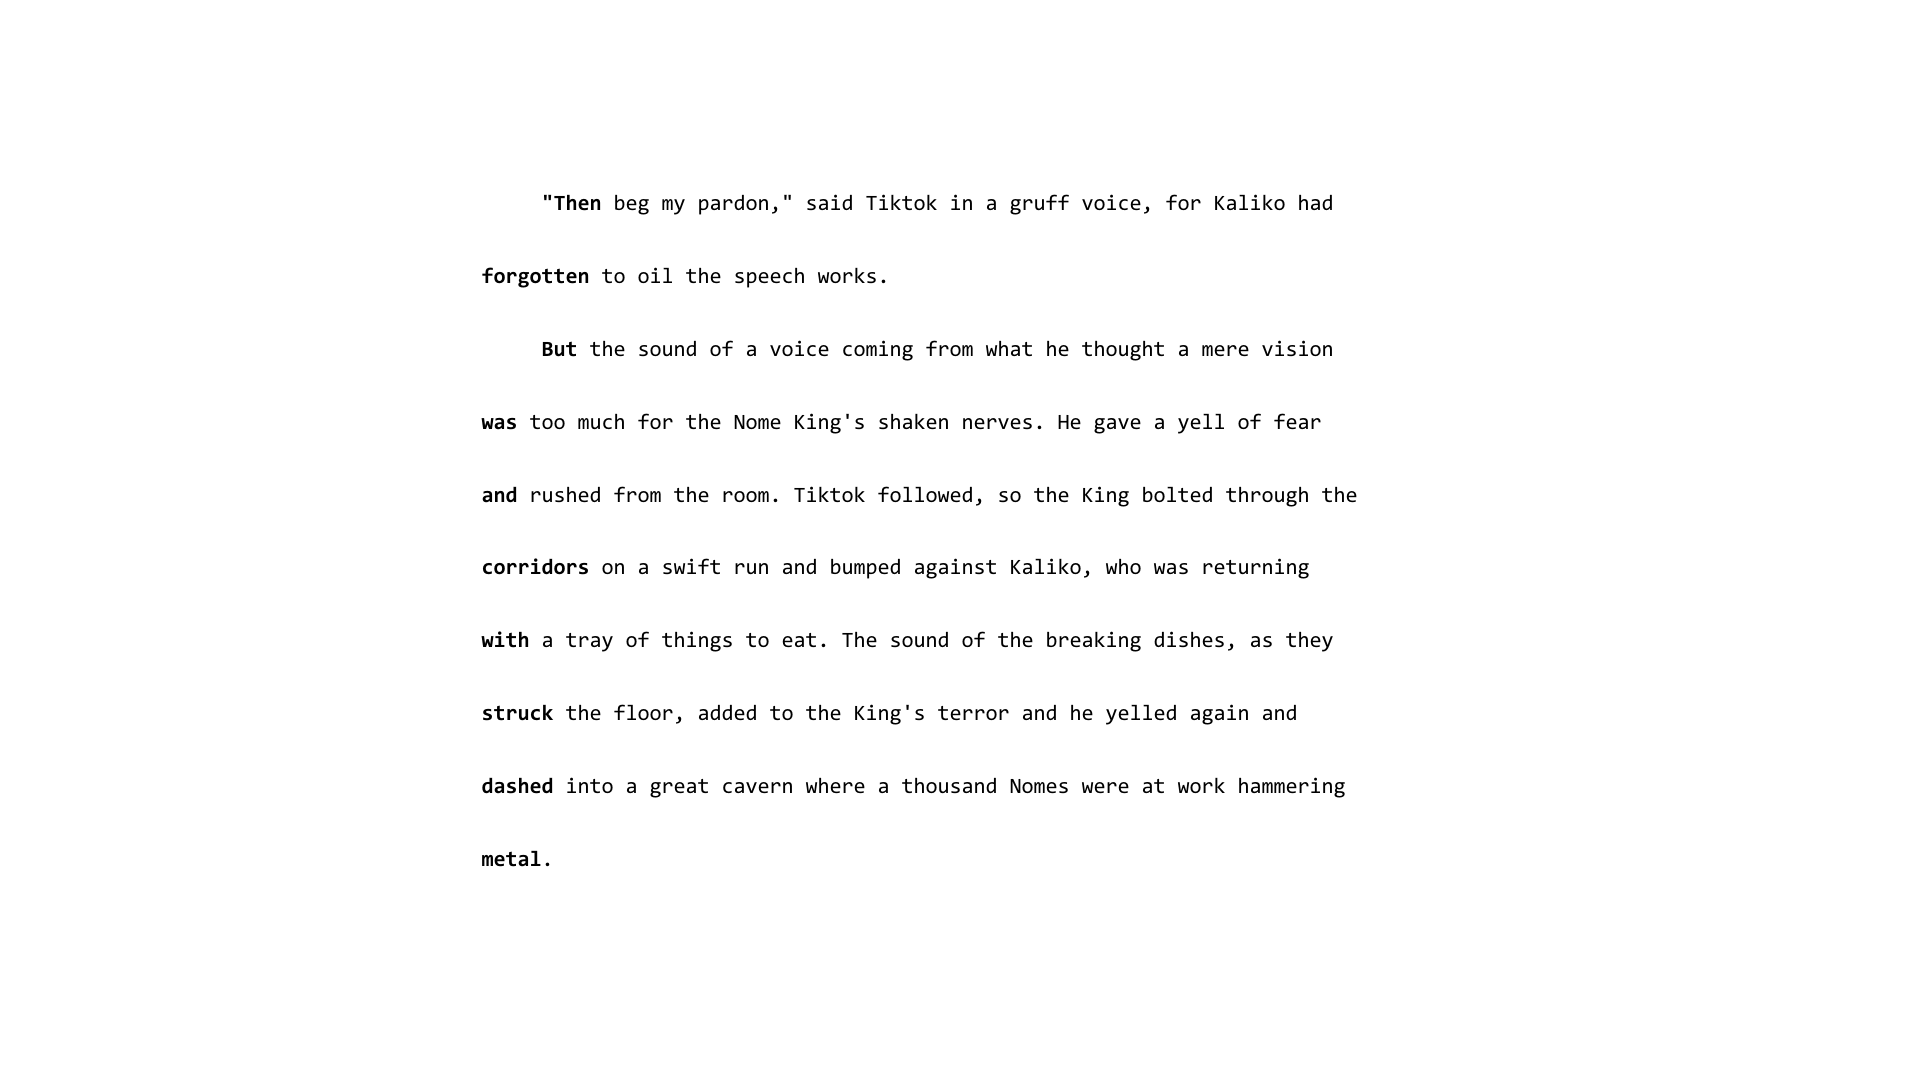 "Then beg my pardon," said Tiktok in a gruff voice, for Kaliko had
forgotten to oil the speech works.
But the sound of a voice coming from what he thought a mere vision
was too much for the Nome King's shaken nerves. He gave a yell of fear
and rushed from the room. Tiktok followed, so the King bolted through the
corridors on a swift run and bumped against Kaliko, who was returning
with a tray of things to eat. The sound of the breaking dishes, as they
struck the floor, added to the King's terror and he yelled again and
dashed into a great cavern where a thousand Nomes were at work hammering
metal.